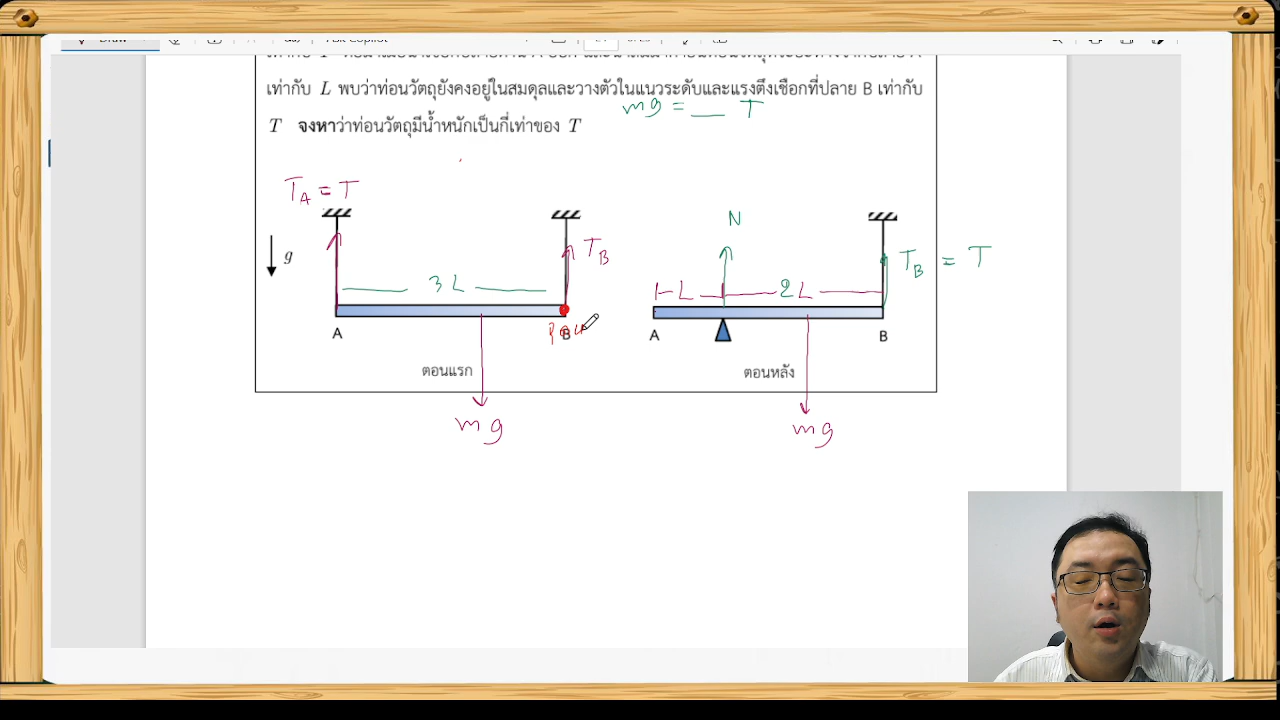 เท่ากับ L พบว่าท่อนวัตถุยังคงอยู่ในสมดุลและวางตัวในแนวระดับและแรงตึงเชือกที่ปลาย B เท่ากับ
mg = __ T
T จงหาว่าท่อนวัตถุมีน้ำหนักเป็นกี่เท่าของ T
T_A = T
N
g
T_B
T_B = T
3L
L
2L
A
B
A
B
ตอนแรก
ตอนหลัง
mg
mg